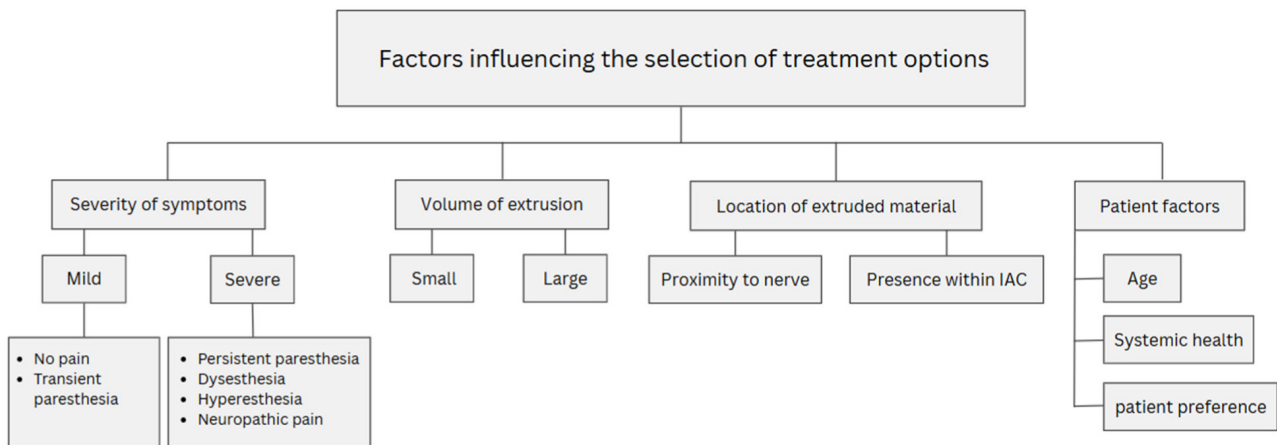 Factors influencing the selection of treatment options
Severity of symptoms
Volume of extrusion
Location of extruded material
Patient factors
Mild
Severe
Small
Large
Proximity to nerve
Presence within IAC
Age
Systemic health
patient preference
• No pain
• Transient
paresthesia
• Persistent paresthesia
• Dysesthesia
• Hyperesthesia
• Neuropathic pain